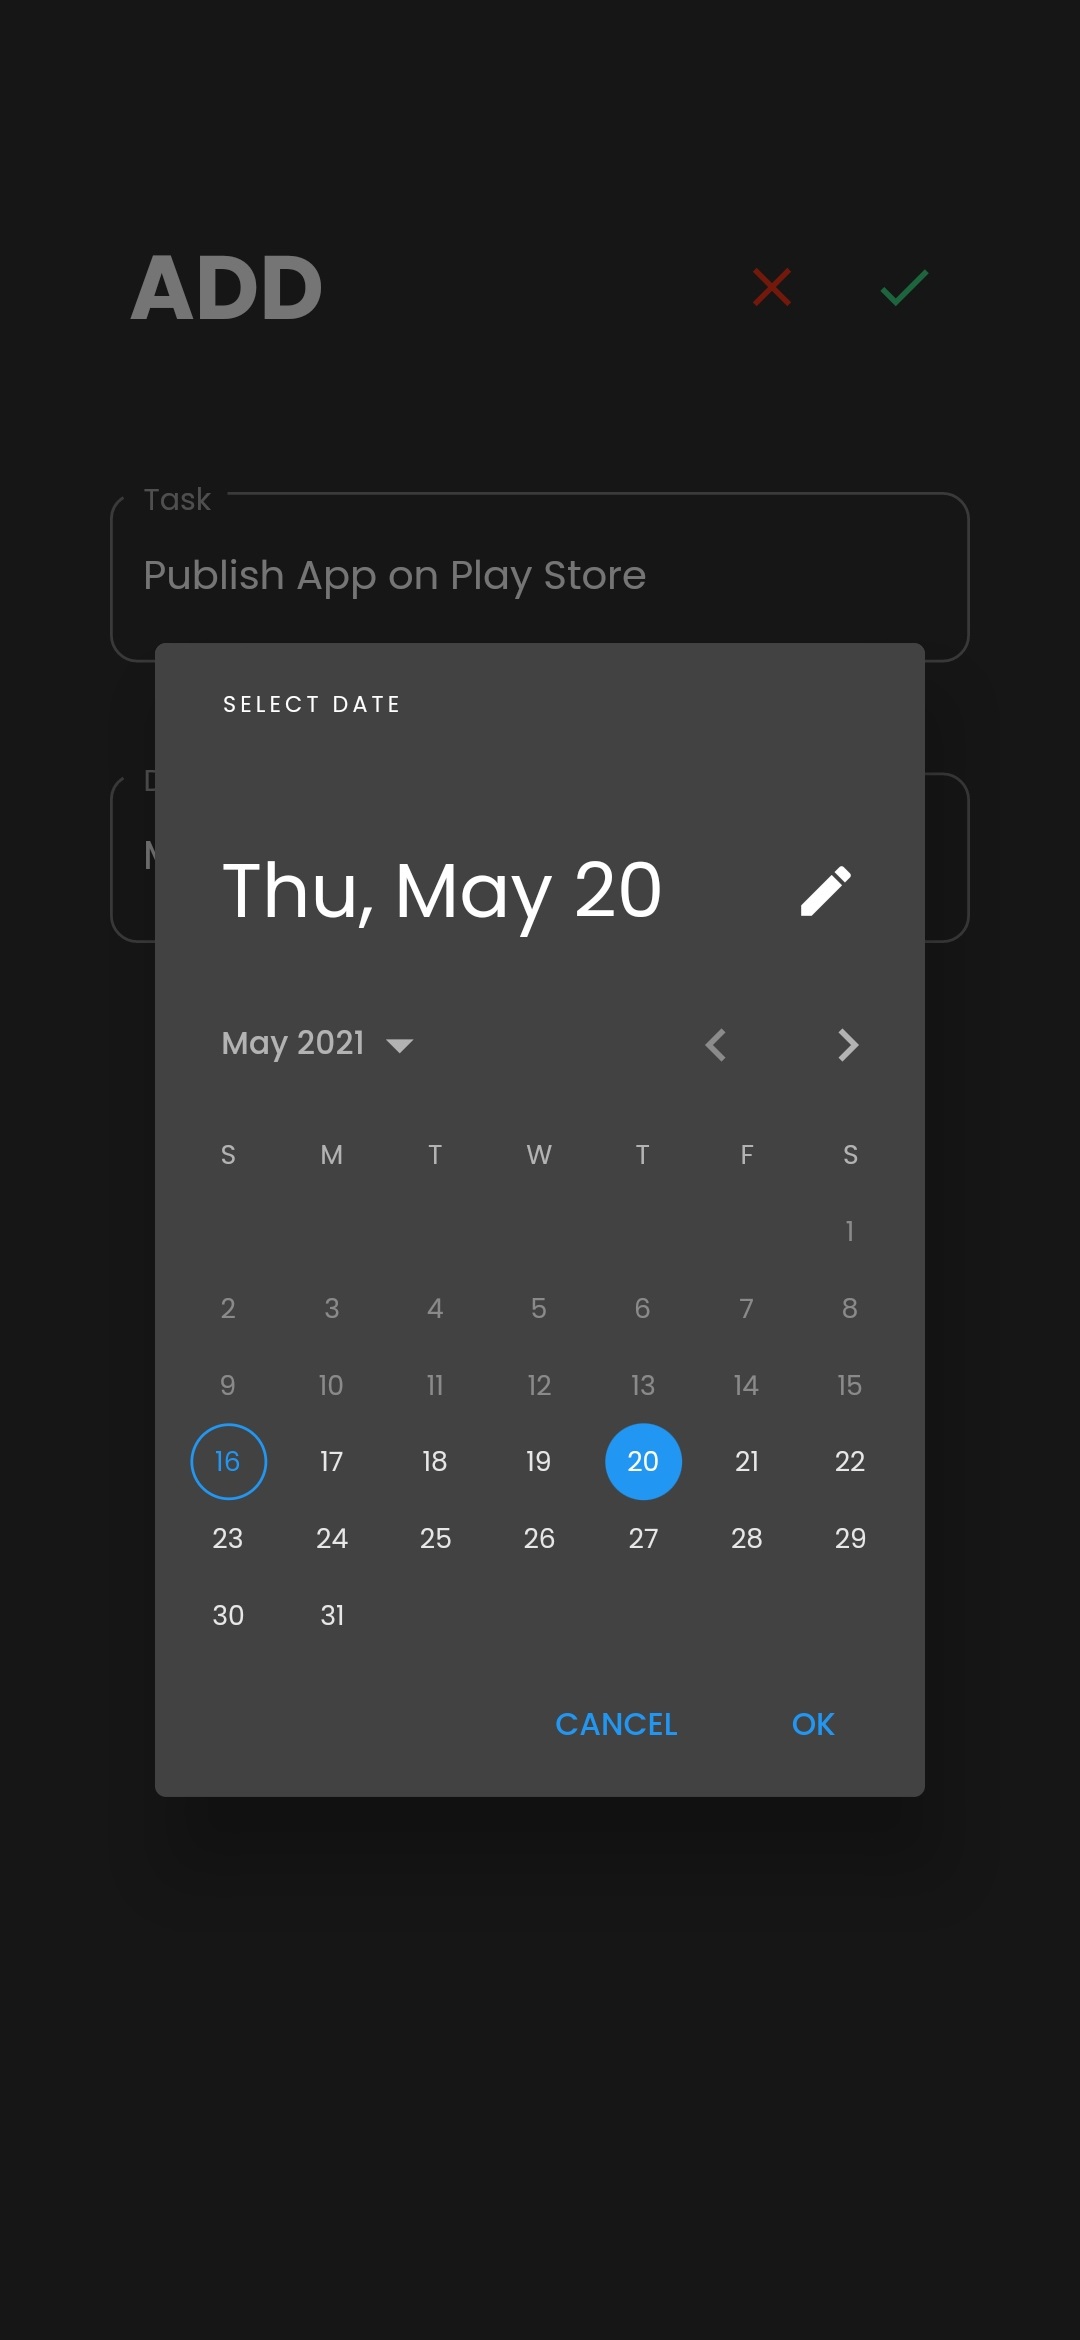 ADD
Task
Publish App on Play Store
SELECT DATE
Thu, May 20
May 2021
S M T W T F S
1
2 3 4 5 6 7 8
9 10 11 12 13 14 15
16 17 18 19 20 21 22
23 24 25 26 27 28 29
30 31
CANCEL OK